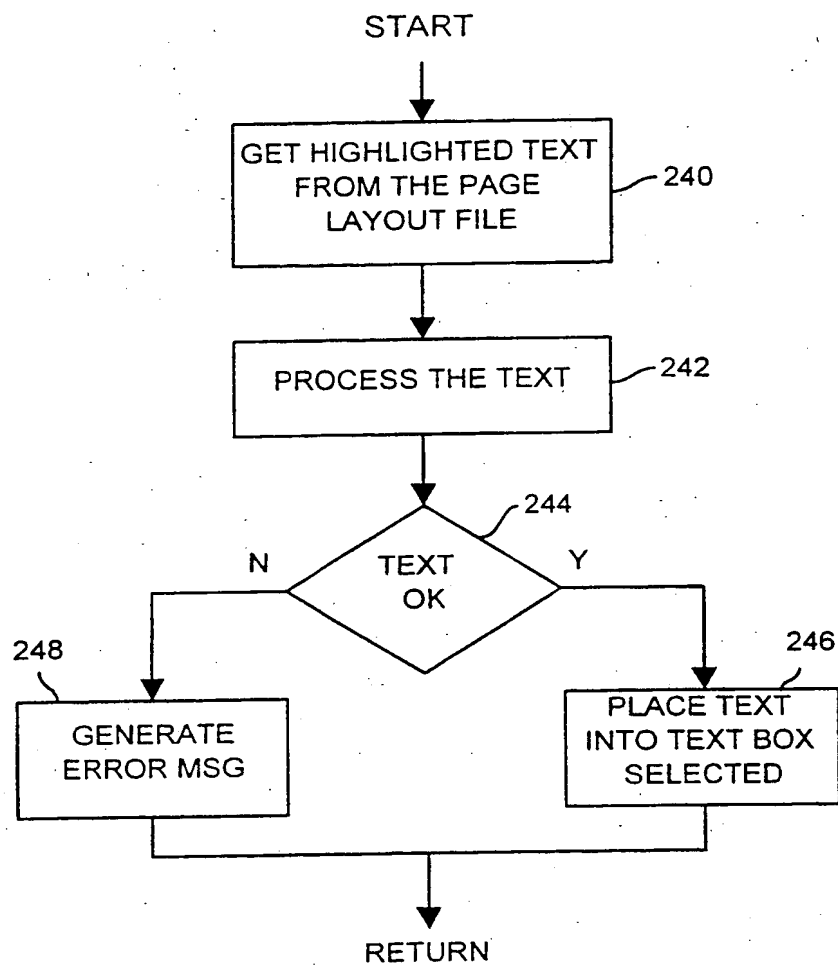 START
GET HIGHLIGHTED TEXT
FROM THE PAGE
LAYOUT FILE
240
PROCESS THE TEXT
242
244
N
TEXT
OK
Y
248
GENERATE
ERROR MSG
246
PLACE TEXT
INTO TEXT BOX
SELECTED
RETURN